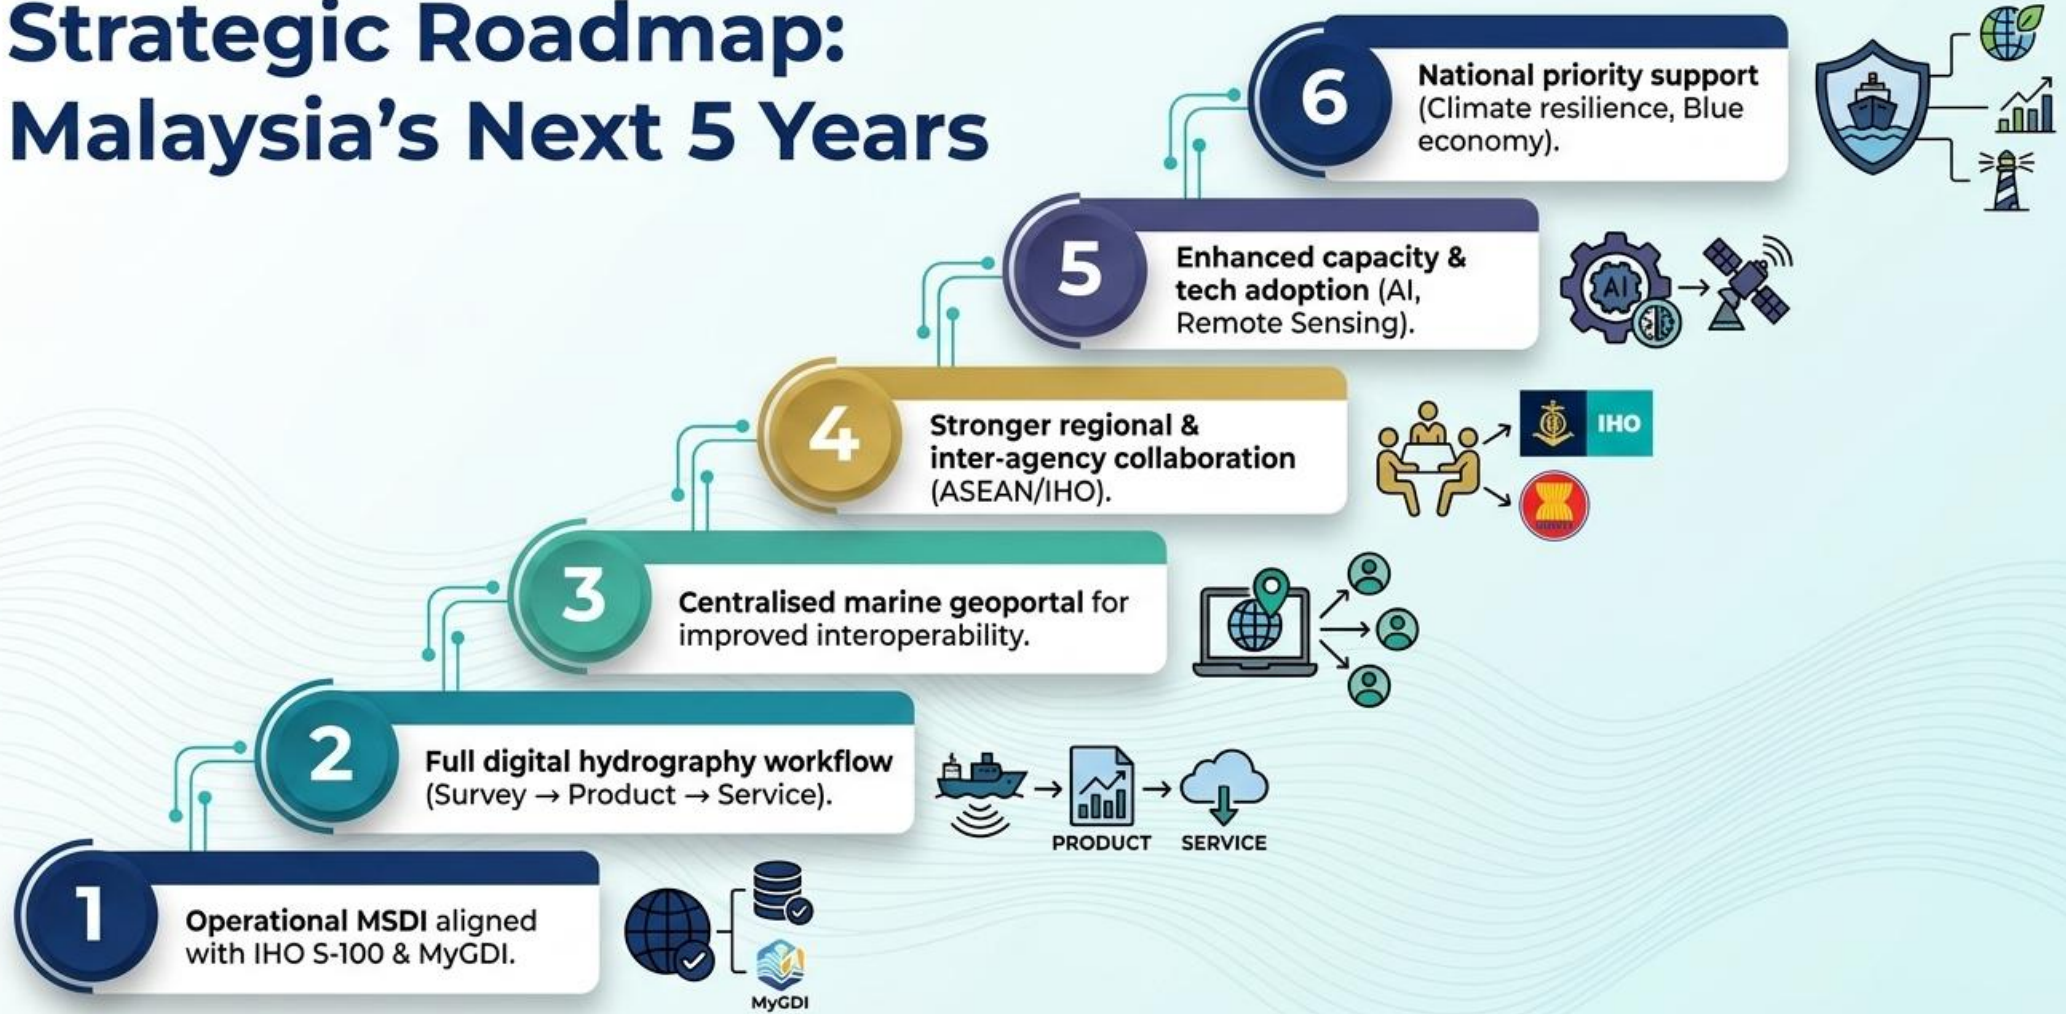 Strategic Roadmap:
Malaysia's Next 5 Years
6
National priority support
(Climate resilience, Blue
economy).
5
Enhanced capacity &
tech adoption (AI,
Remote Sensing).
AI
4
Stronger regional &
inter-agency collaboration
(ASEAN/IHO).
IHO
3
Centralised marine geoportal for
improved interoperability.
2
Full digital hydrography workflow
(Survey → Product → Service).
PRODUCT
SERVICE
1
Operational MSDI aligned
with IHO S-100 & MyGDI.
MyGDI